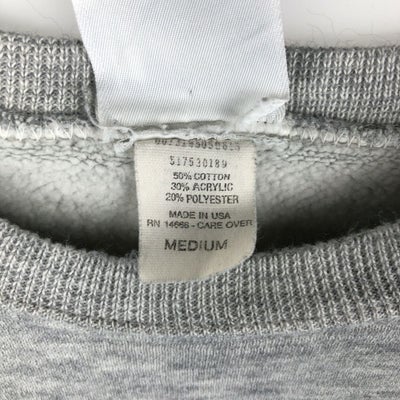 517530189
50% COTTON
30% ACRYLIC
20% POLYESTER
MADE IN USA
RN 14666 - CARE OVER
MEDIUM